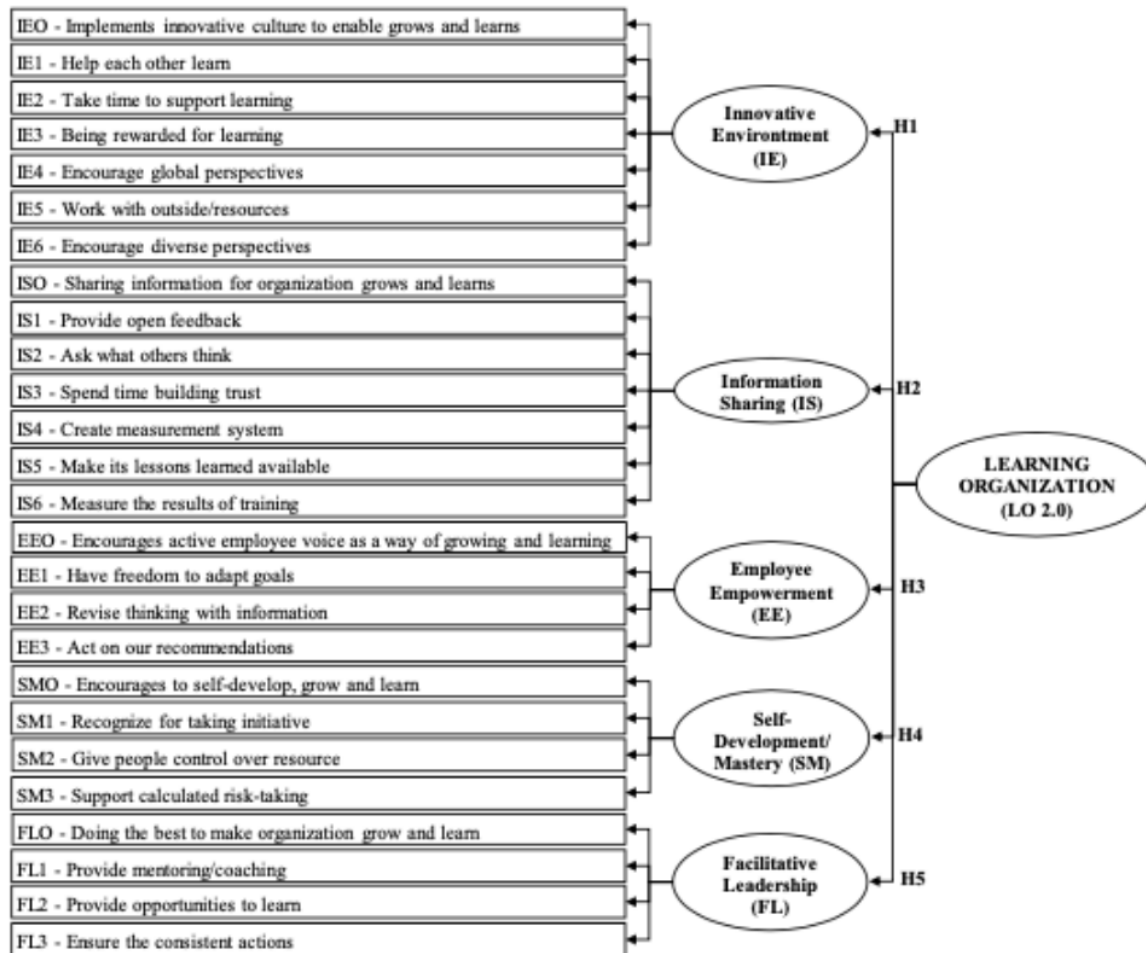 IEO - Implements innovative culture to enable grows and learns
IE1 - Help each other learn
IE2 - Take time to support learning
IE3 - Being rewarded for learning
IE4 - Encourage global perspectives
IE5 - Work with outside/resources
IE6 - Encourage diverse perspectives
ISO - Sharing information for organization grows and learns
IS1 - Provide open feedback
IS2 - Ask what others think
IS3 - Spend time building trust
IS4 - Create measurement system
IS5 - Make its lessons learned available
IS6 - Measure the results of training
EEO - Encourages active employee voice as a way of growing and learning
EE1 - Have freedom to adapt goals
EE2 - Revise thinking with information
EE3 - Act on our recommendations
SMO - Encourages to self-develop, grow and learn
SM1 - Recognize for taking initiative
SM2 - Give people control over resource
SM3 - Support calculated risk-taking
FLO - Doing the best to make organization grow and learn
FL1 - Provide mentoring/coaching
FL2 - Provide opportunities to learn
FL3 - Ensure the consistent actions
Innovative
Environtment
(IE)
Information
Sharing (IS)
Employee
Empowerment
(EE)
Self-
Development/
Mastery (SM)
Facilitative
Leadership
(FL)
H1
H2
H3
H4
H5
LEARNING
ORGANIZATION
(LO 2.0)